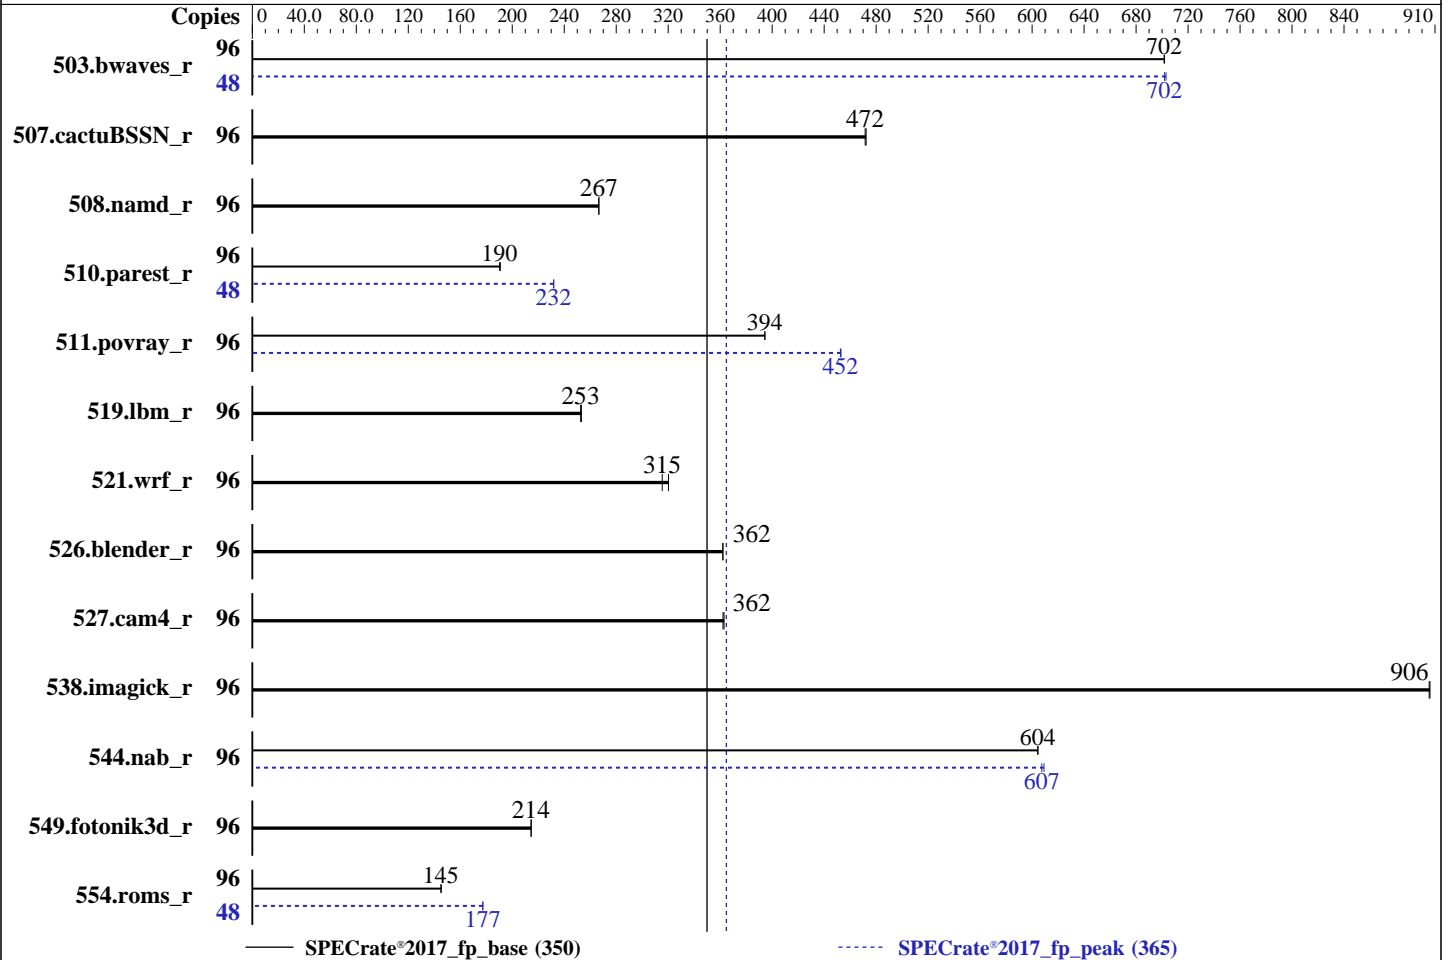 Copies 0 40.0 80.0 120 160 200 240 280 320 360 400 440 480 520 560 600 640 680 720 760 800 840 910
503.bwaves_r 96 702
48 702
507.cactuBSSN_r 96 472
508.namd_r 96 267
510.parest_r 96 190
48 232
511.povray_r 96 394
452
519.lbm_r 96 253
521.wrf_r 96 315
526.blender_r 96 362
527.cam4_r 96 362
538.imagick_r 96 906
544.nab_r 96 604
607
549.fotonik3d_r 96 214
554.roms_r 96 145
48 177
SPECrate®2017_fp_base (350) SPECrate®2017_fp_peak (365)